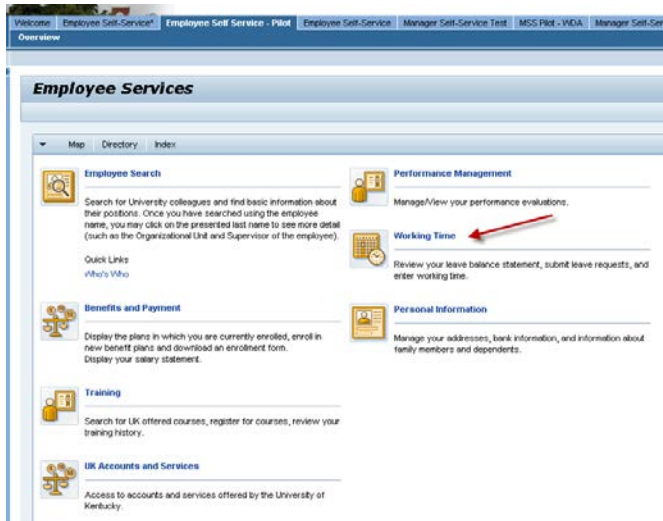 Welcome Employee Self-Service* Employee Self Service - Pilot Employee Self-Service Manager Self-Service Test MSS Pilot - WDA Manager Self-Ser
Overview
Employee Services
Map Directory Index
Employee Search
Search for University colleagues and find basic information about
their positions. Once you have searched using the employee
name, you may click on the presented last name to see more detail
(such as the Organizational Unit and Supervisor of the employee).
Quick Links
Who's Who
Benefits and Payment
Display the plans in which you are currently enrolled, enroll in
new benefit plans and download an enrollment form.
Display your salary statement.
Training
Search for UK offered courses, register for courses, review your
training history.
UK Accounts and Services
Access to accounts and services offered by the University of
Kentucky.
Performance Management
Manage/View your performance evaluations.
Working Time
Review your leave balance statement, submit leave requests, and
enter working time.
Personal Information
Manage your addresses, bank information, and information about
family members and dependents.